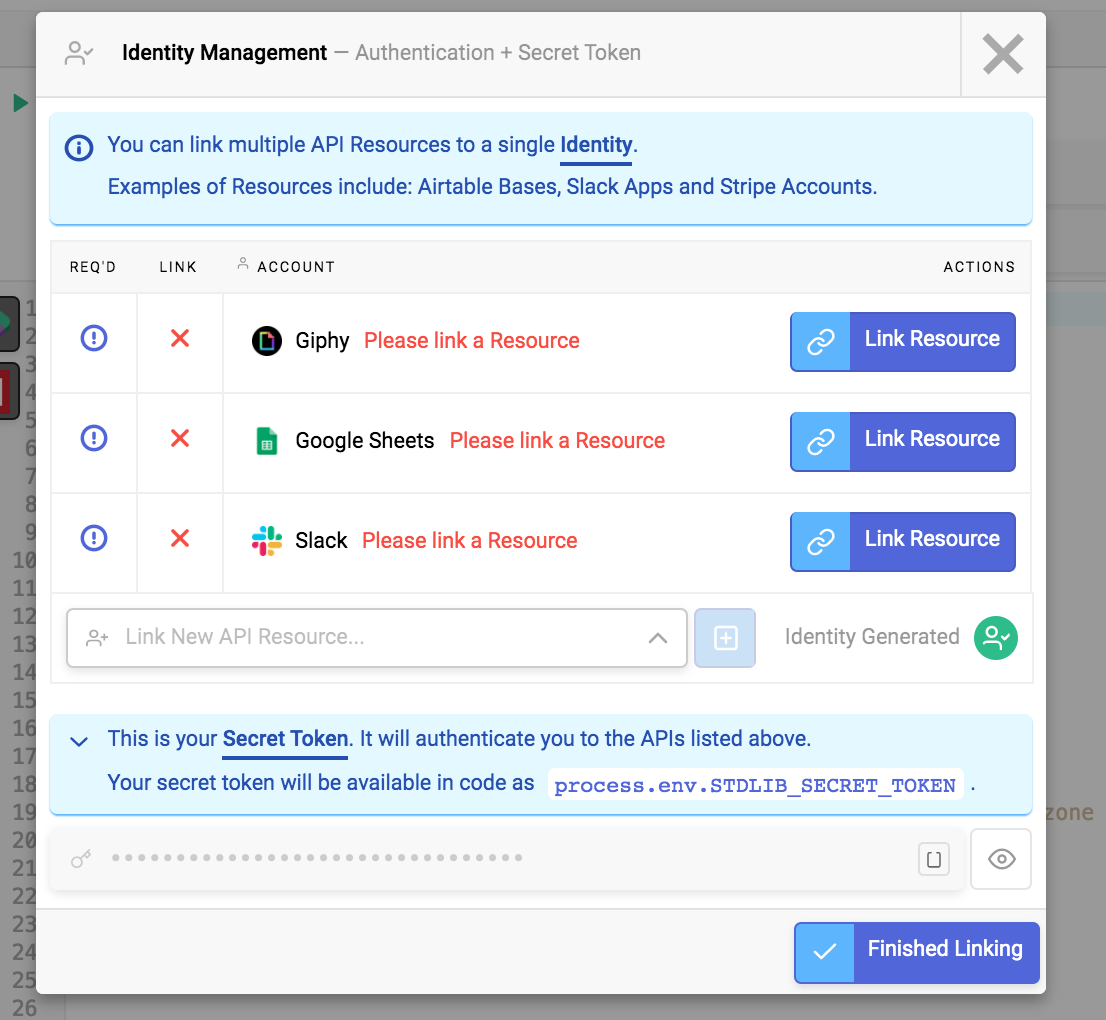 Identity Management — Authentication + Secret Token
You can link multiple API Resources to a single Identity.
Examples of Resources include: Airtable Bases, Slack Apps and Stripe Accounts.
REQ'D LINK ACCOUNT ACTIONS
Giphy Please link a Resource Link Resource
Google Sheets Please link a Resource Link Resource
Slack Please link a Resource Link Resource
Link New API Resource... Identity Generated
This is your Secret Token. It will authenticate you to the APIs listed above.
Your secret token will be available in code as process.env.STDLIB_SECRET_TOKEN .
Finished Linking
1
2
3
4
5
6
7
8
9
10
11
12
13
14
15
16
17
18
19 zone
20
21
22
23
24
25
26